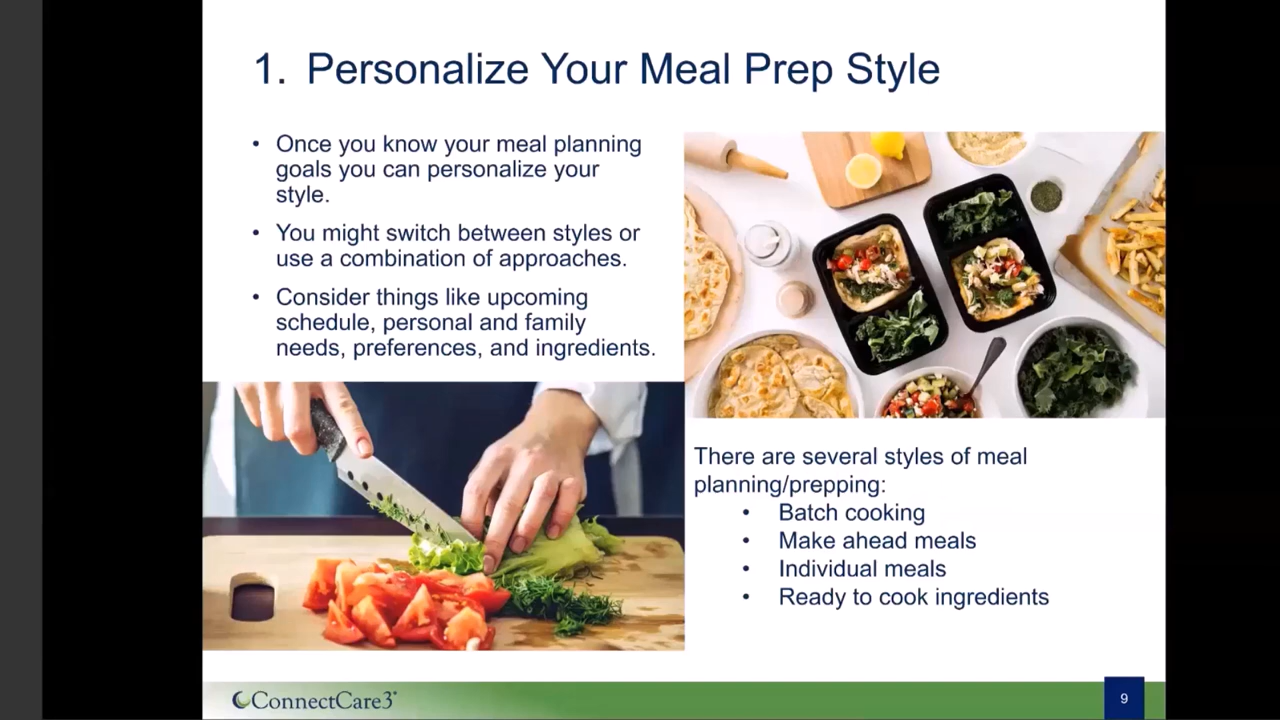 1. Personalize Your Meal Prep Style
• Once you know your meal planning
goals you can personalize your
style.
• You might switch between styles or
use a combination of approaches.
• Consider things like upcoming
schedule, personal and family
needs, preferences, and ingredients.
There are several styles of meal
planning/prepping:
• Batch cooking
• Make ahead meals
• Individual meals
• Ready to cook ingredients
ConnectCare3
9